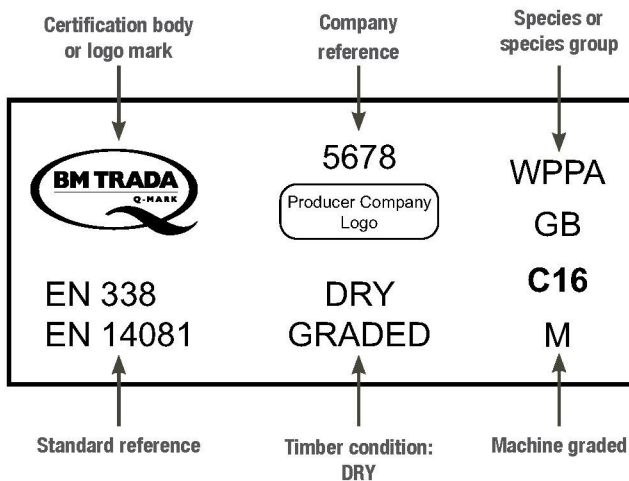 Certification body
or logo mark
Company
reference
Species or
species group
BM TRADA
Q-MARK
5678
Producer Company
Logo
WPPA
GB
C16
M
EN 338
EN 14081
DRY
GRADED
Standard reference
Timber condition:
DRY
Machine graded